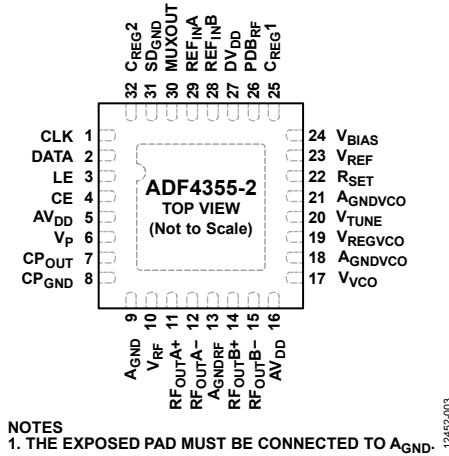 32 CREG2
31 SDGND
30 MUXOUT
29 REFINA
28 REFINB
27 DVDD
26 PDBRF
25 CREG1
CLK 1
DATA 2
LE 3
CE 4
AVDD 5
VP 6
CPOUT 7
CPGND 8
ADF4355-2
TOP VIEW
(Not to Scale)
24 VBIAS
23 VREF
22 RSET
21 AGNDVCO
20 VTUNE
19 VREGVCO
18 AGNDVCO
17 VVCO
AGND 9
VRF 10
RFOUTA+ 11
RFOUTA− 12
AGNDRF 13
RFOUTB+ 14
RFOUTB− 15
AVDD 16
NOTES
1. THE EXPOSED PAD MUST BE CONNECTED TO AGND.
12452-003